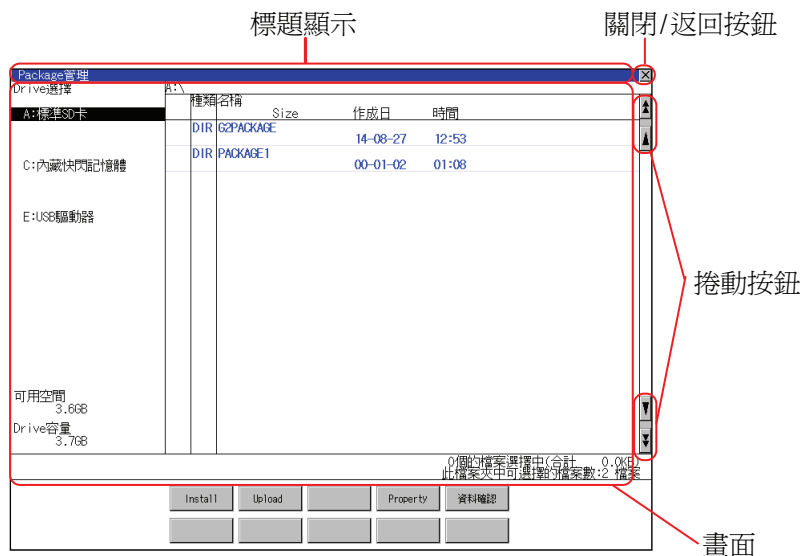 標題顯示
關閉/返回按鈕
Package管理
Drive選擇
A:\
種類 名稱
Size 作成日 時間
A:標準SD卡
DIR G2PACKAGE
14-08-27 12:53
DIR PACKAGE1
00-01-02 01:08
C:內藏快閃記憶體
E:USB驅動器
捲動按鈕
可用空間
3.6GB
Drive容量
3.7GB
0個的檔案選擇中(合計 0.0KB)
此檔案夾中可選擇的檔案數:2 檔案
Install Upload Property 資料確認
畫面